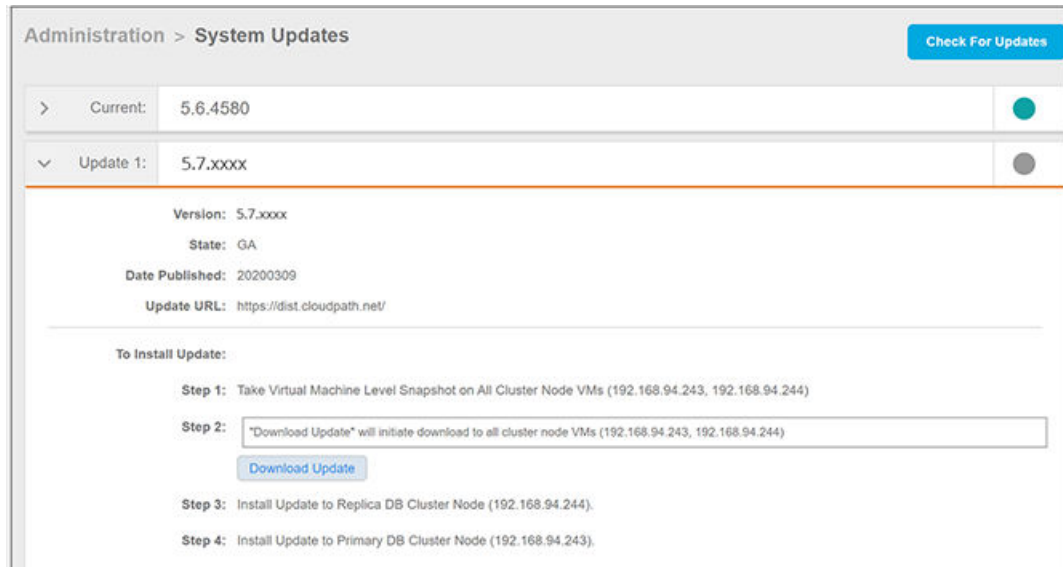 Administration > System Updates
Check For Updates
Current: 5.6.4580
Update 1: 5.7.xxxx
Version: 5.7.xxxx
State: GA
Date Published: 20200309
Update URL: https://dist.cloudpath.net/
To Install Update:
Step 1: Take Virtual Machine Level Snapshot on All Cluster Node VMs (192.168.94.243, 192.168.94.244)
Step 2: "Download Update" will initiate download to all cluster node VMs (192.168.94.243, 192.168.94.244)
Download Update
Step 3: Install Update to Replica DB Cluster Node (192.168.94.244).
Step 4: Install Update to Primary DB Cluster Node (192.168.94.243).